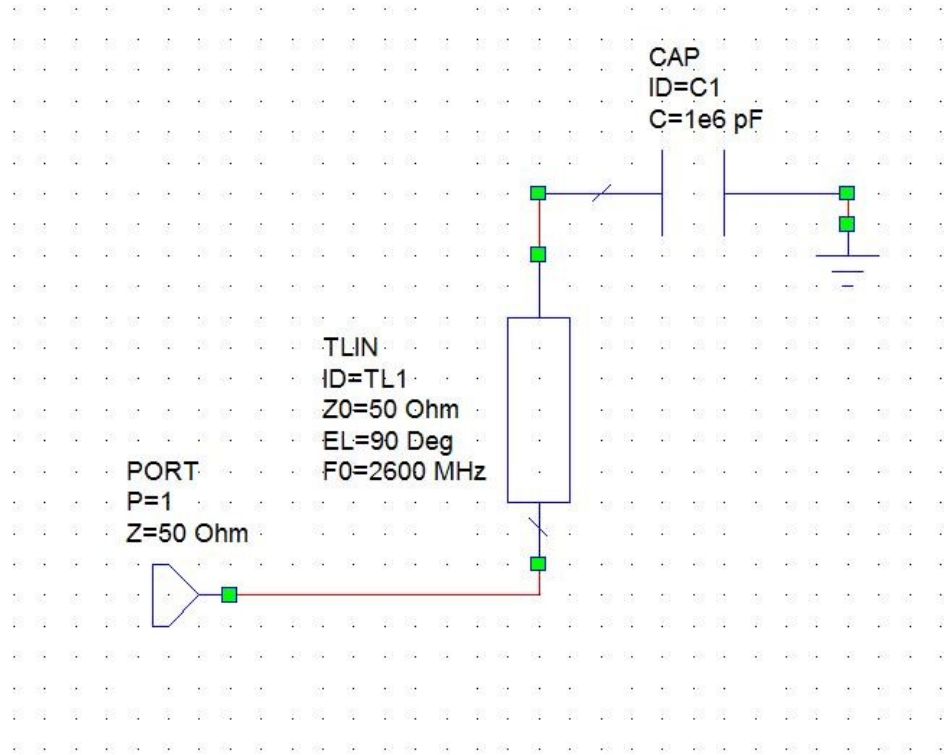 CAP
ID=C1
C=1e6 pF
TLIN
ID=TL1
Z0=50 Ohm
EL=90 Deg
F0=2600 MHz
PORT
P=1
Z=50 Ohm